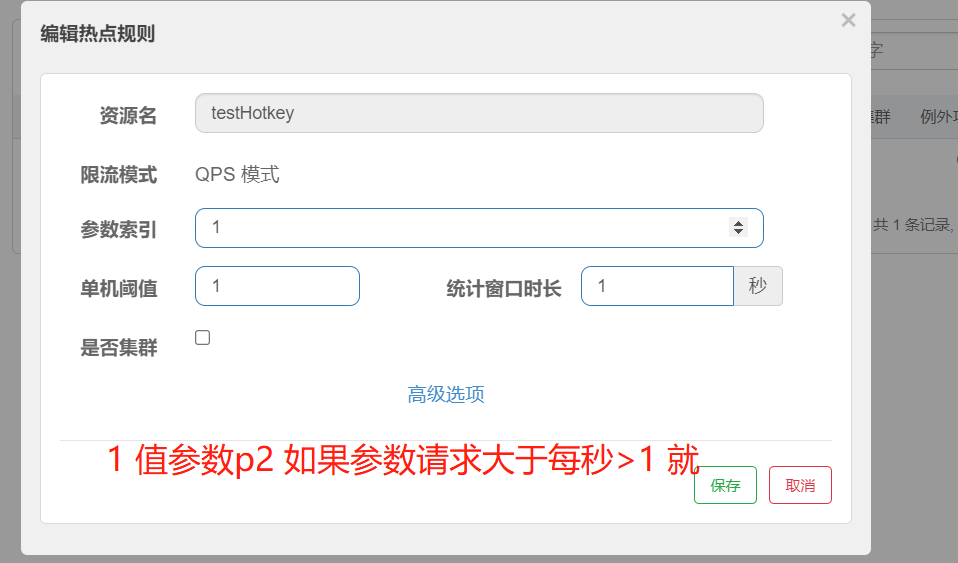 编辑热点规则
×
字
资源名 testHotkey
集群 例外项
限流模式 QPS 模式
参数索引 1
共 1 条记录,
单机阈值 1 统计窗口时长 1 秒
是否集群
高级选项
1 值参数p2 如果参数请求大于每秒>1 就
保存 取消